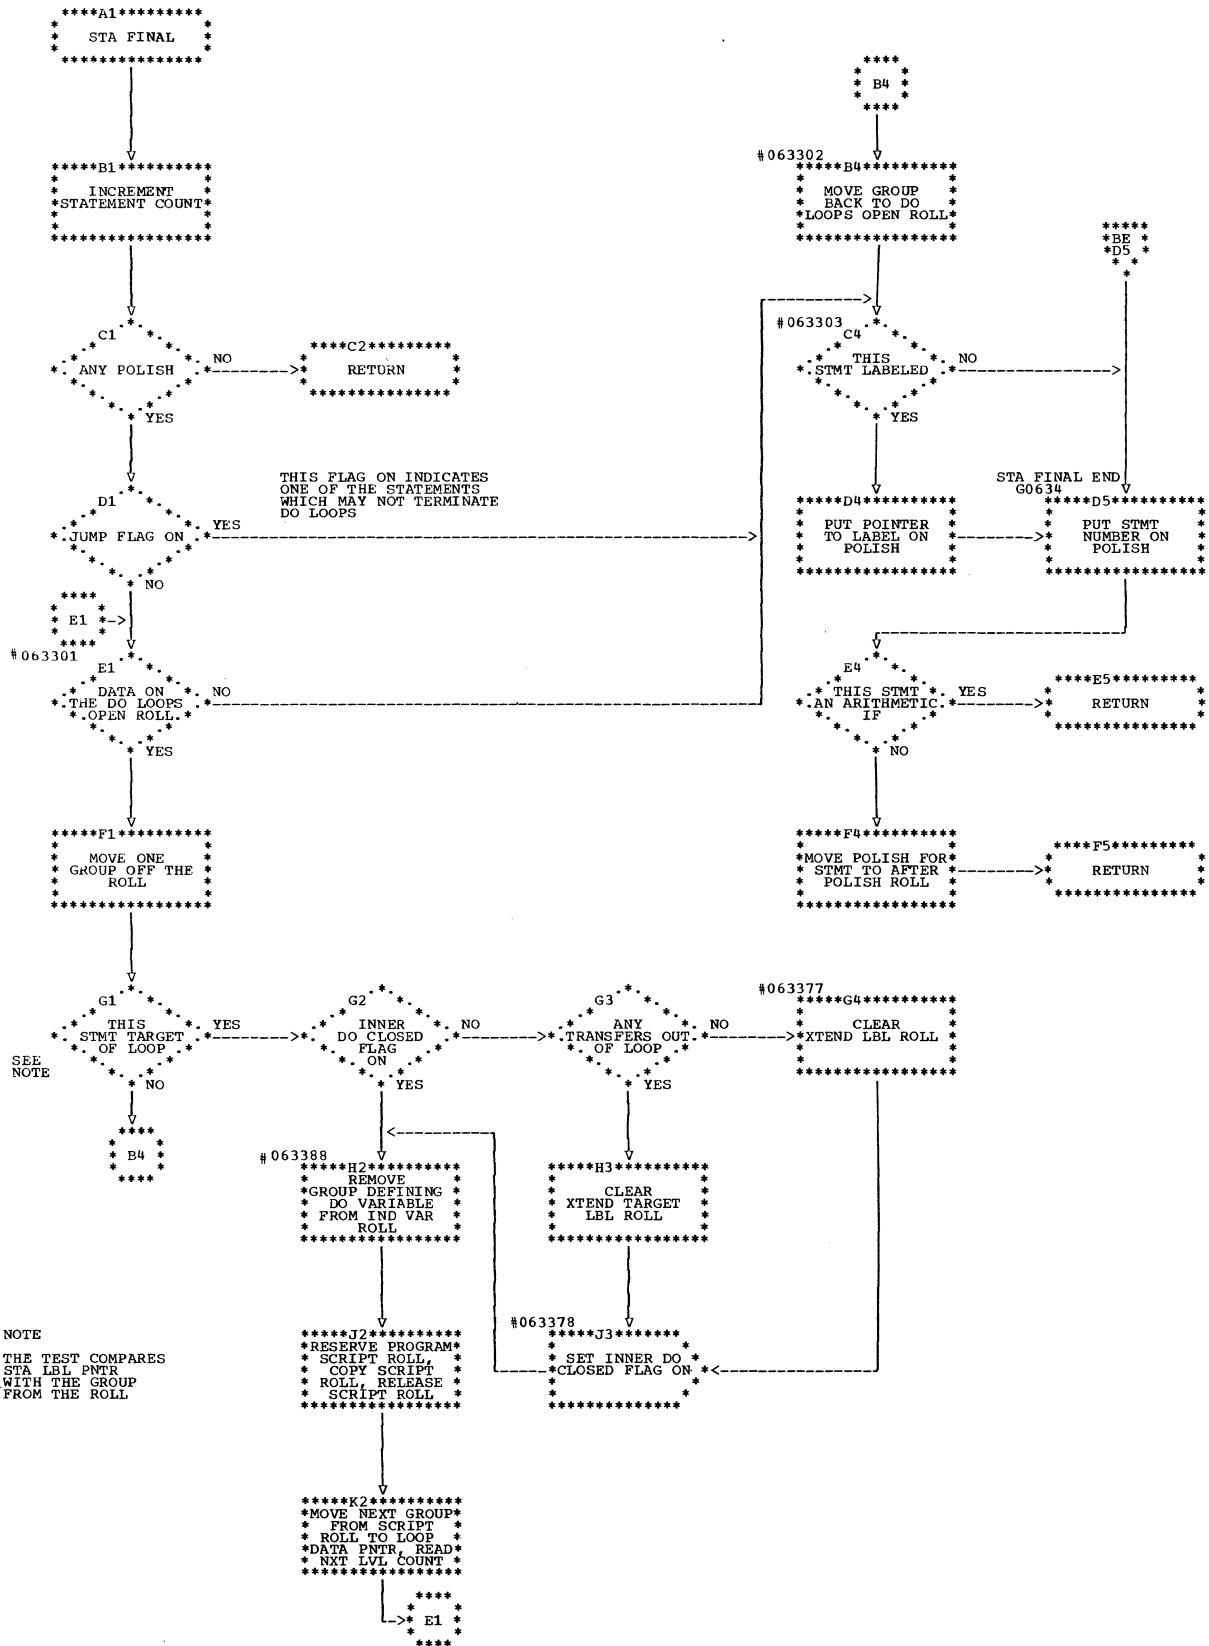 A1
STA FINAL
B4
B1
INCREMENT
STATEMENT COUNT
#063302
B4
MOVE GROUP
BACK TO DO
LOOPS OPEN ROLL
BE
D5
C1
ANY POLISH
NO
YES
C2
RETURN
#063303
C4
THIS
STMT LABELED
NO
YES
D1
JUMP FLAG ON
YES
NO
THIS FLAG ON INDICATES
ONE OF THE STATEMENTS
WHICH MAY NOT TERMINATE
DO LOOPS
D4
PUT POINTER
TO LABEL ON
POLISH
STA FINAL END
G0634
D5
PUT STMT
NUMBER ON
POLISH
E1
#063301
E1
DATA ON
THE DO LOOPS
OPEN ROLL
NO
YES
E4
THIS STMT
AN ARITHMETIC
IF
YES
NO
E5
RETURN
F1
MOVE ONE
GROUP OFF THE
ROLL
F4
MOVE POLISH FOR
STMT TO AFTER
POLISH ROLL
F5
RETURN
G1
THIS
STMT TARGET
OF LOOP
YES
NO
SEE
NOTE
G2
INNER
DO CLOSED
FLAG
ON
NO
YES
G3
ANY
TRANSFERS OUT
OF LOOP
NO
YES
#063377
G4
CLEAR
XTEND LBL ROLL
B4
#063388
H2
REMOVE
GROUP DEFINING
DO VARIABLE
FROM IND VAR
ROLL
H3
CLEAR
XTEND TARGET
LBL ROLL
NOTE
THE TEST COMPARES
STA LBL PNTR
WITH THE GROUP
FROM THE ROLL
J2
RESERVE PROGRAM
SCRIPT ROLL,
COPY SCRIPT
ROLL, RELEASE
SCRIPT ROLL
#063378
J3
SET INNER DO
CLOSED FLAG ON
K2
MOVE NEXT GROUP
FROM SCRIPT
ROLL TO LOOP
DATA PNTR, READ
NXT LVL COUNT
E1